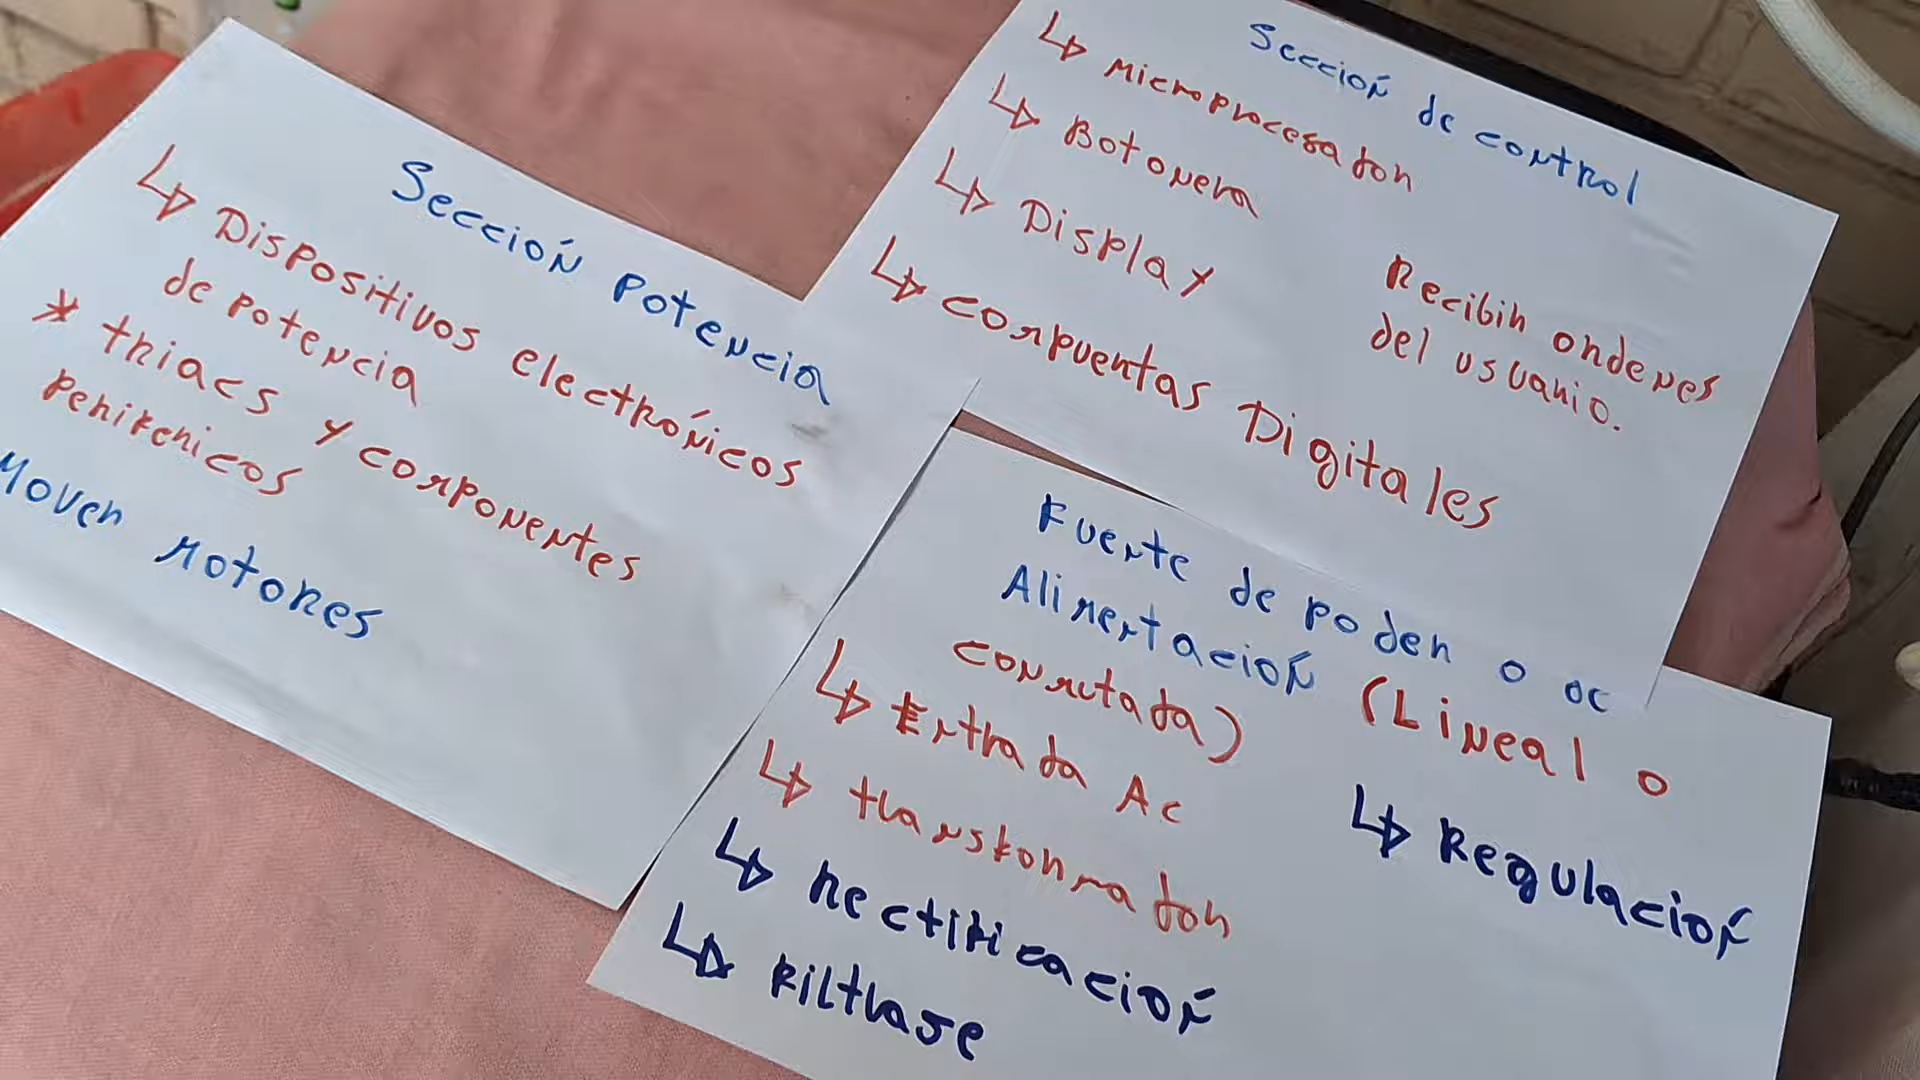 Sección Potencia
↳ Dispositivos electrónicos
de potencia
* triacs y componentes
periféricos
Mover Motores
Sección de control
↳ Microprocesador
↳ Botonera
↳ Display
↳ Compuertas Digitales
Recibir ordenes
del usuario.
Fuente de poder o DC
Alimentación (Lineal o
conmutada)
↳ Entrada AC
↳ transformador
↳ rectificación
↳ filtraje
↳ Regulación